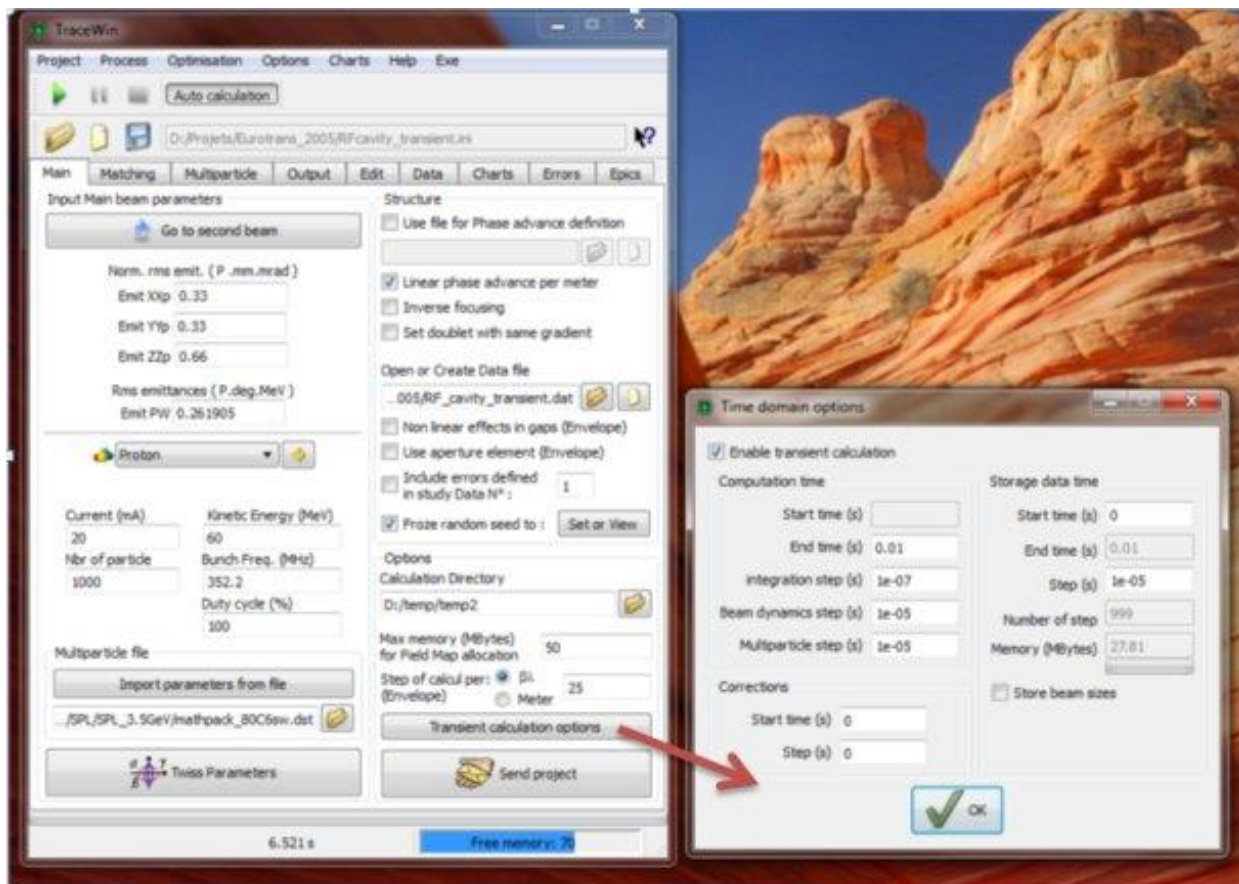 TraceWin
Project Process Optimisation Options Charts Help Exe
Auto calculation
D:/Projets/Eurotrans_2005/RFcavity_transient.ini
Main Matching Multiparticle Output Edit Data Charts Errors Epics
Input Main beam parameters
Go to second beam
Norm. rms emit. ( P .mm.mrad )
Emit XXp 0.33
Emit YYp 0.33
Emit ZZp 0.66
Rms emittances ( P.deg.MeV )
Emit PW 0.261905
Proton
Current (mA) Kinetic Energy (MeV)
20 60
Nbr of particle Bunch Freq. (MHz)
1000 352.2
Duty cycle (%)
100
Multiparticle file
Import parameters from file
.../SPL/SPL_3.5GeV/mathpack_80C6sw.dst
Twiss Parameters
Structure
Use file for Phase advance definition
Linear phase advance per meter
Inverse focusing
Set doublet with same gradient
Open or Create Data file
...005/RF_cavity_transient.dat
Non linear effects in gaps (Envelope)
Use aperture element (Envelope)
Include errors defined
in study Data N° : 1
Froze random seed to : Set or View
Options
Calculation Directory
D:/temp/temp2
Max memory (MBytes)
for Field Map allocation 50
Step of calcul per: βλ
(Envelope) Meter 25
Transient calculation options
Send project
6.521 s Free memory: 70
Time domain options
Enable transient calculation
Computation time
Start time (s)
End time (s) 0.01
integration step (s) 1e-07
Beam dynamics step (s) 1e-05
Multiparticle step (s) 1e-05
Corrections
Start time (s) 0
Step (s) 0
Storage data time
Start time (s) 0
End time (s) 0.01
Step (s) 1e-05
Number of step 999
Memory (MBytes) 27.81
Store beam sizes
OK